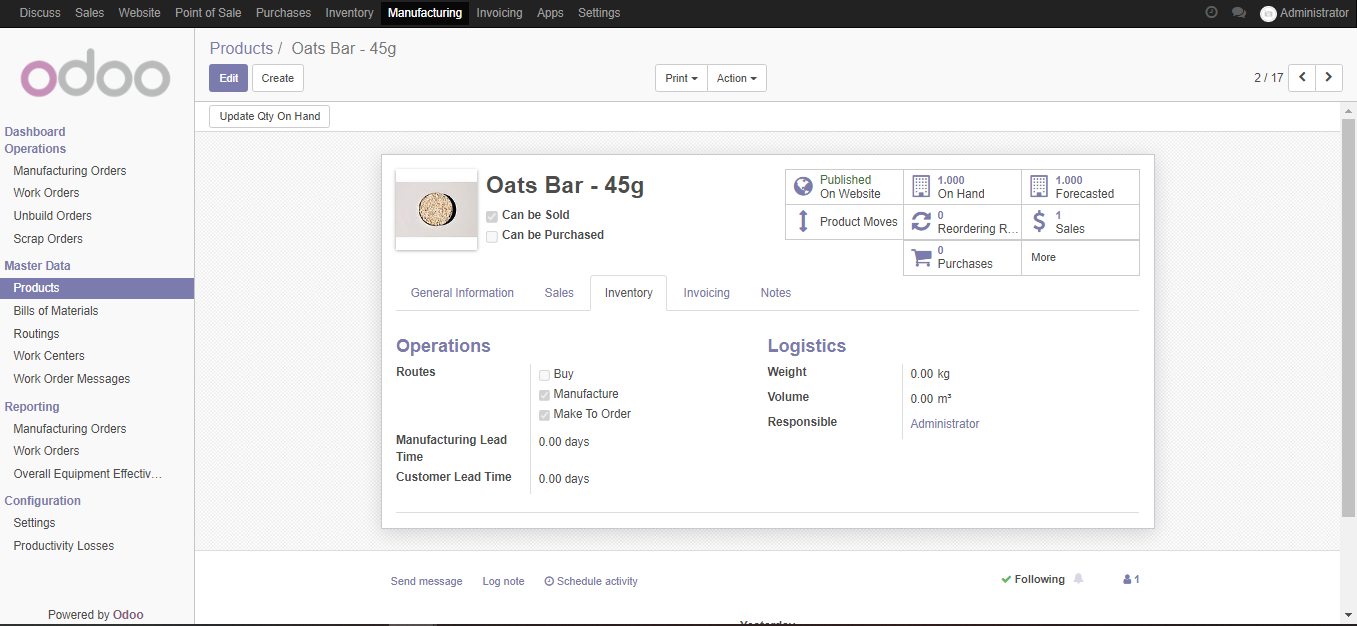 Discuss Sales Website Point of Sale Purchases Inventory Manufacturing Invoicing Apps Settings Administrator
odoo
Dashboard
Operations
Manufacturing Orders
Work Orders
Unbuild Orders
Scrap Orders
Master Data
Products
Bills of Materials
Routings
Work Centers
Work Order Messages
Reporting
Manufacturing Orders
Work Orders
Overall Equipment Effectiv...
Configuration
Settings
Productivity Losses
Powered by Odoo
Products / Oats Bar - 45g
Edit Create Print Action 2 / 17
Update Qty On Hand
Oats Bar - 45g
Can be Sold
Can be Purchased
Published
On Website
1.000
On Hand
1.000
Forecasted
Product Moves
0
Reordering R...
1
Sales
0
Purchases
More
General Information Sales Inventory Invoicing Notes
Operations
Routes
Buy
Manufacture
Make To Order
Manufacturing Lead
Time
0.00 days
Customer Lead Time 0.00 days
Logistics
Weight 0.00 kg
Volume 0.00 m³
Responsible Administrator
Send message Log note Schedule activity Following 1
Yesterday